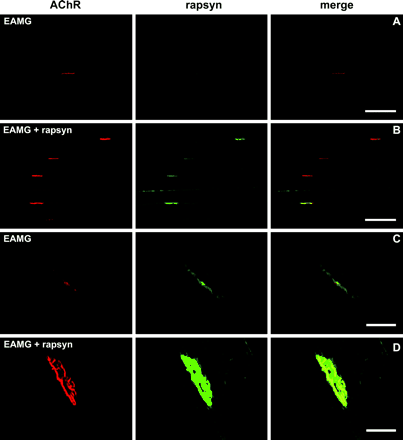 AChR rapsyn merge
EAMG A
EAMG + rapsyn B
EAMG C
EAMG + rapsyn D